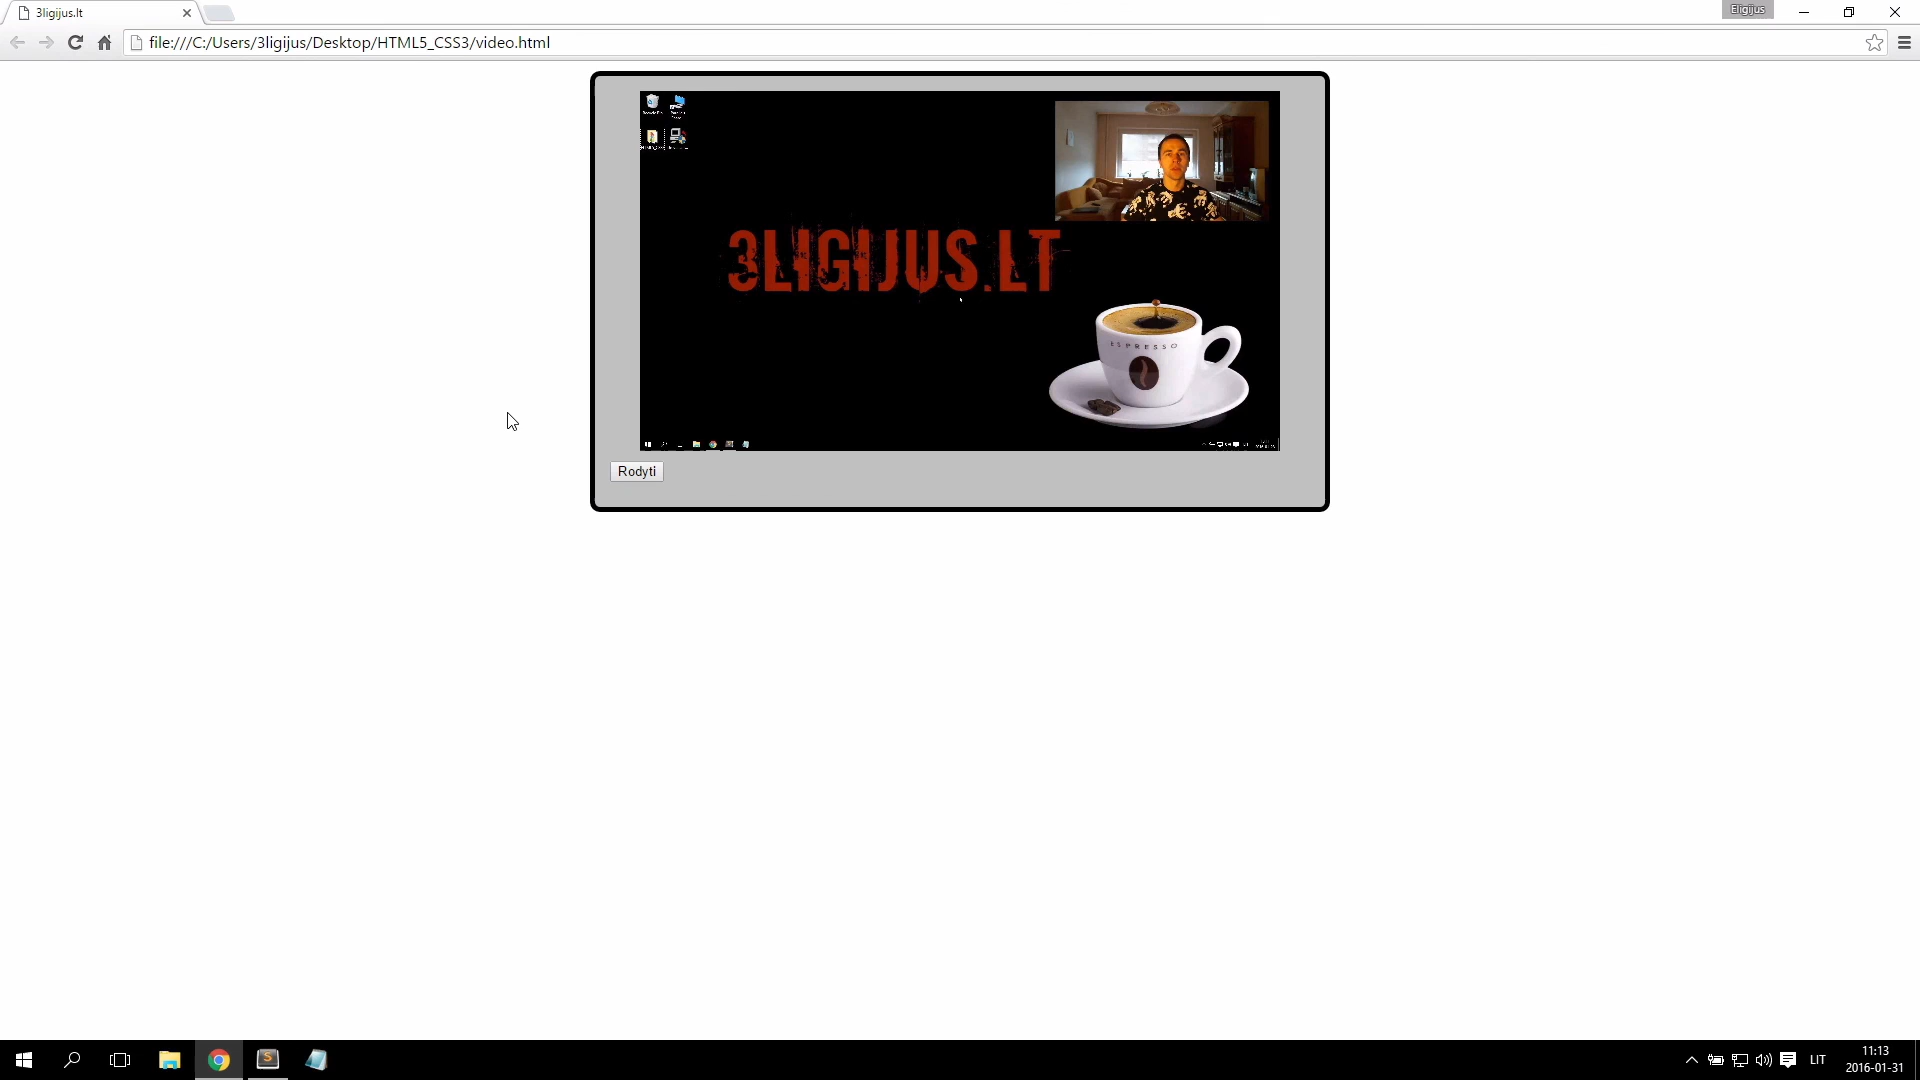 3ligijus.lt
Eligijus
file:///C:/Users/3ligijus/Desktop/HTML5_CSS3/video.html
3LIGIJUS.LT
ESPRESSO
Rodyti
LIT
11:13
2016-01-31